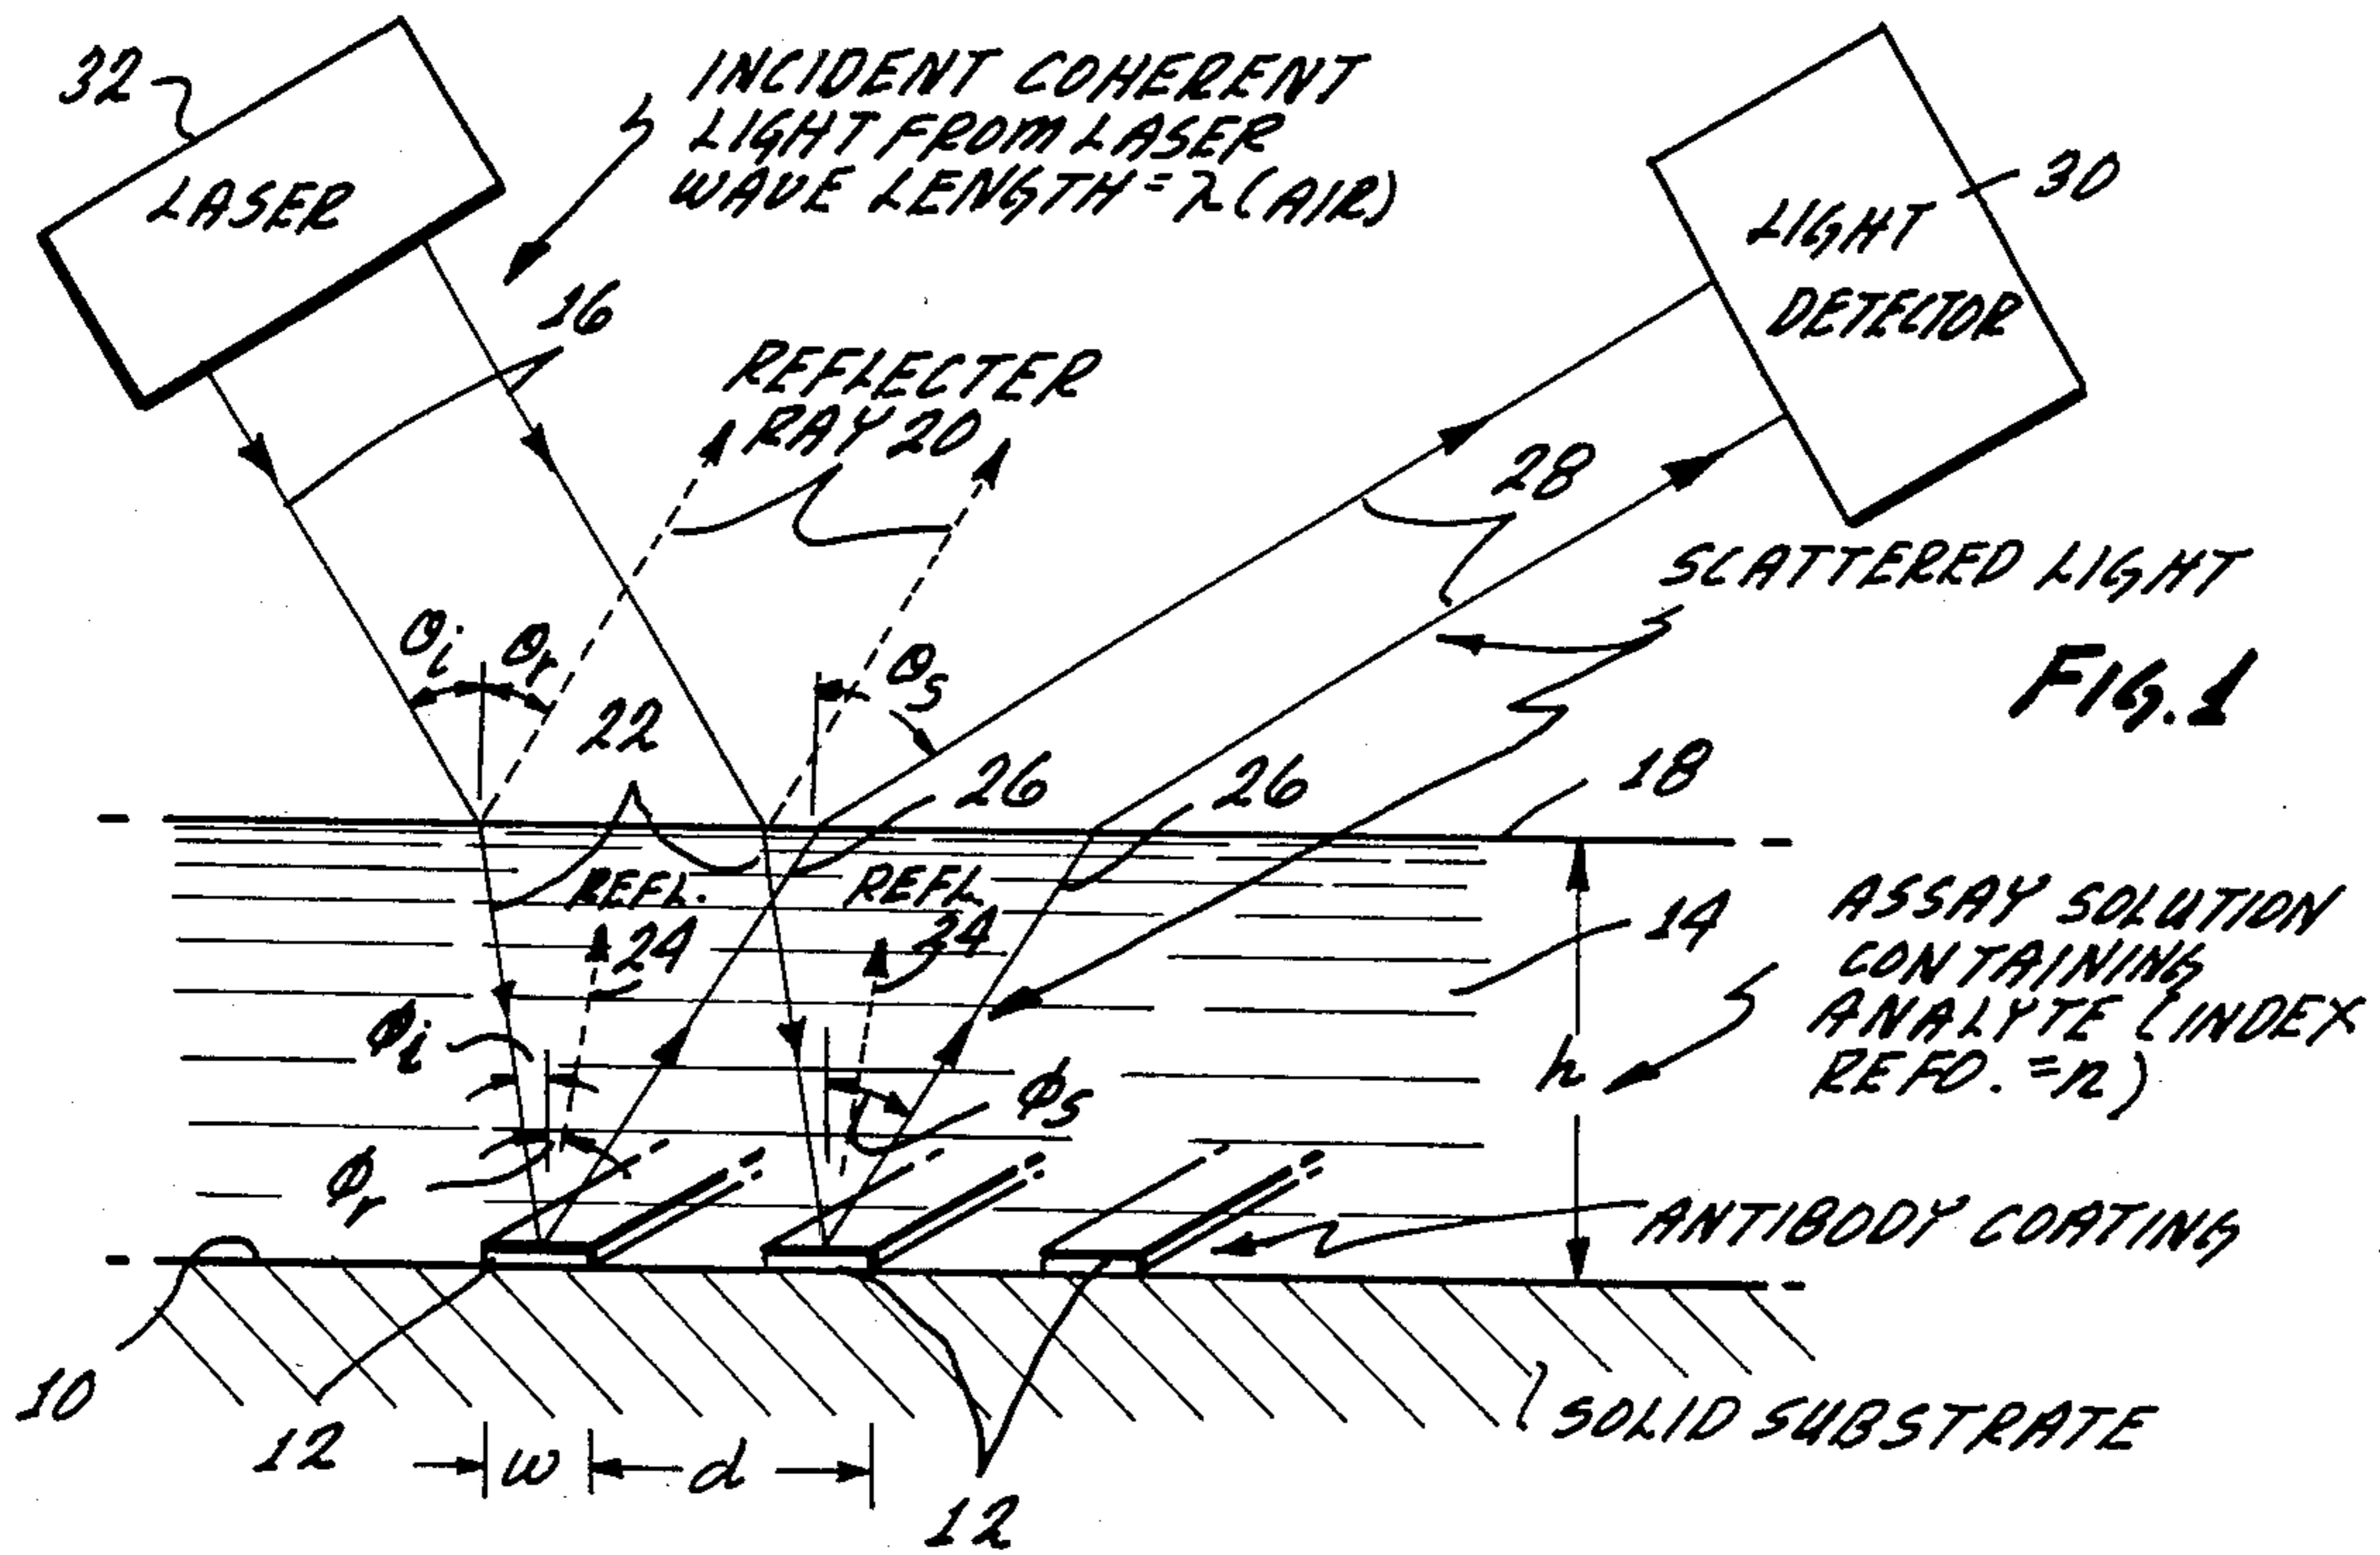 32
LASER
INCIDENT COHERENT
LIGHT FROM LASER
WAVE LENGTH = λ (AIR)
16
REFLECTER
RAY 20
LIGHT
DETECTOR
30
28
SCATTERED LIGHT
FIG. 1
θi
θr
22
θs
26
26
18
REFL.
24
REFL
24
14
ASSAY SOLUTION
CONTAINING
ANALYTE (INDEX
REFD. = n)
h
ϕi
ϕs
ϕr
ANTIBODY COATING
10
12
w
d
12
SOLID SUBSTRATE